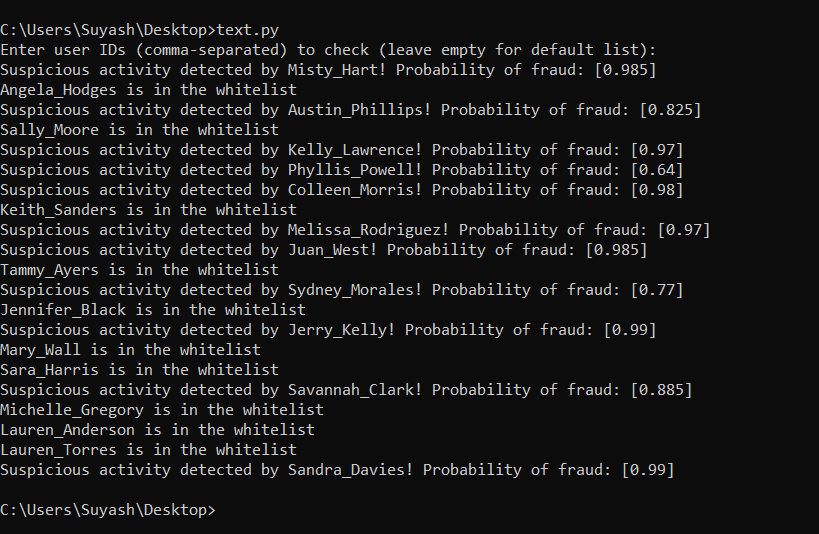 C:\Users\Suyash\Desktop>text.py
Enter user IDs (comma-separated) to check (leave empty for default list):
Suspicious activity detected by Misty_Hart! Probability of fraud: [0.985]
Angela_Hodges is in the whitelist
Suspicious activity detected by Austin_Phillips! Probability of fraud: [0.825]
Sally_Moore is in the whitelist
Suspicious activity detected by Kelly_Lawrence! Probability of fraud: [0.97]
Suspicious activity detected by Phyllis_Powell! Probability of fraud: [0.64]
Suspicious activity detected by Colleen_Morris! Probability of fraud: [0.98]
Keith_Sanders is in the whitelist
Suspicious activity detected by Melissa_Rodriguez! Probability of fraud: [0.97]
Suspicious activity detected by Juan_West! Probability of fraud: [0.985]
Tammy_Ayers is in the whitelist
Suspicious activity detected by Sydney_Morales! Probability of fraud: [0.77]
Jennifer_Black is in the whitelist
Suspicious activity detected by Jerry_Kelly! Probability of fraud: [0.99]
Mary_Wall is in the whitelist
Sara_Harris is in the whitelist
Suspicious activity detected by Savannah_Clark! Probability of fraud: [0.885]
Michelle_Gregory is in the whitelist
Lauren_Anderson is in the whitelist
Lauren_Torres is in the whitelist
Suspicious activity detected by Sandra_Davies! Probability of fraud: [0.99]
C:\Users\Suyash\Desktop>